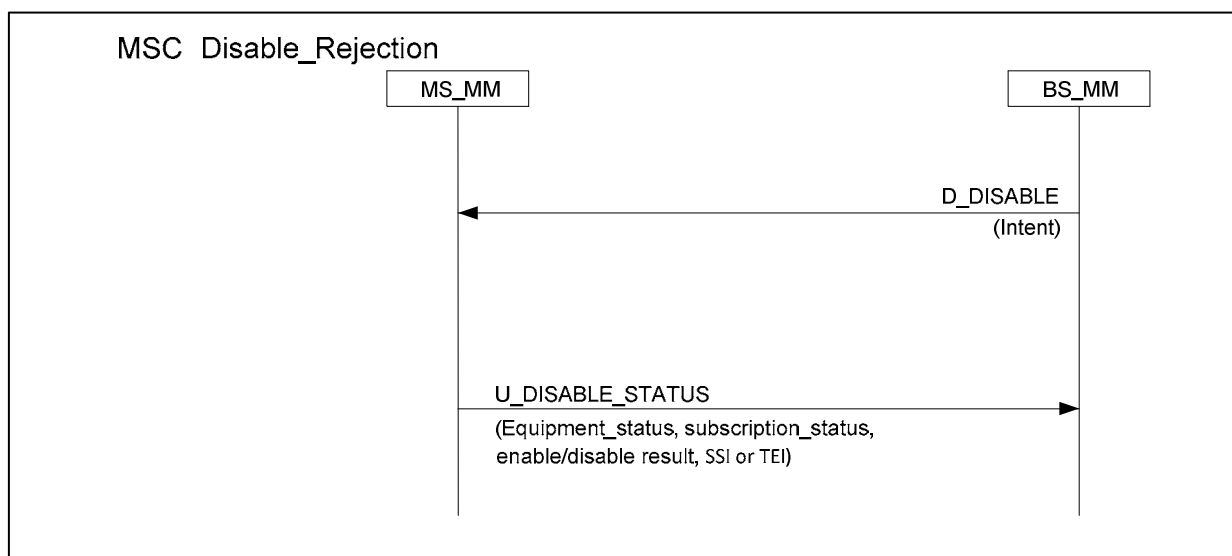 MSC Disable_Rejection
MS_MM
BS_MM
D_DISABLE
(Intent)
U_DISABLE_STATUS
(Equipment_status, subscription_status,
enable/disable result, SSI or TEI)